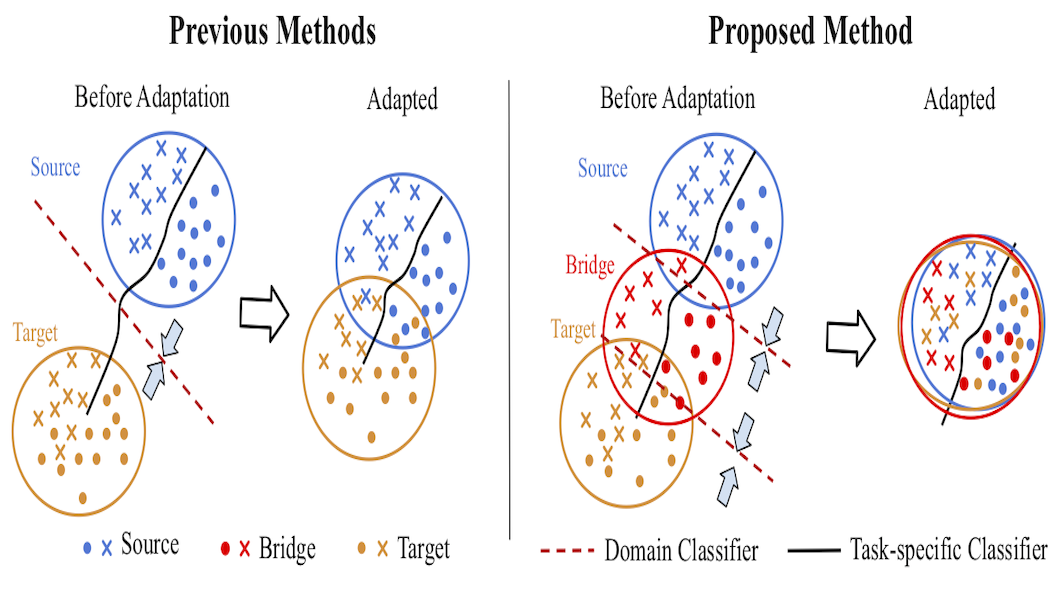 Previous Methods
Proposed Method
Before Adaptation
Adapted
Before Adaptation
Adapted
Source
Target
Source
Bridge
Target
Source
Bridge
Target
Domain Classifier
Task-specific Classifier